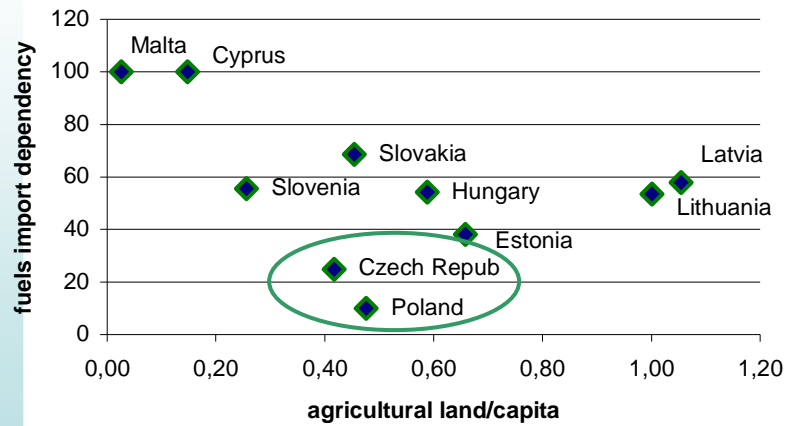 fuels import dependency
120
100
80
60
40
20
0
Malta
Cyprus
Slovakia
Slovenia
Hungary
Latvia
Lithuania
Estonia
Czech Repub
Poland
0,00 0,20 0,40 0,60 0,80 1,00 1,20
agricultural land/capita